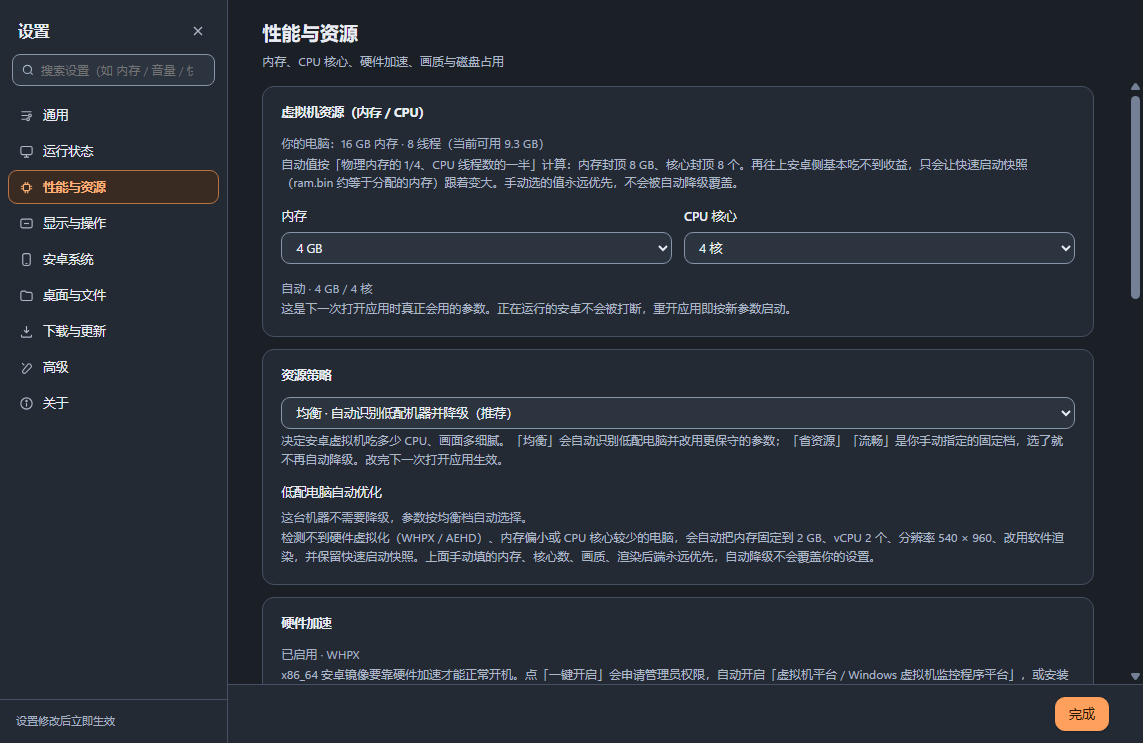 设置
搜索设置（如 内存 / 音量 /
通用
运行状态
性能与资源
显示与操作
安卓系统
桌面与文件
下载与更新
高级
关于
设置修改后立即生效
性能与资源
内存、CPU 核心、硬件加速、画质与磁盘占用
虚拟机资源（内存 / CPU）
你的电脑：16 GB 内存 · 8 线程（当前可用 9.3 GB）
自动值按「物理内存的 1/4、CPU 线程数的一半」计算：内存封顶 8 GB、核心封顶 8 个。再往上安卓侧基本吃不到收益，只会让快速启动快照
（ram.bin 约等于分配的内存）跟着变大。手动选的值永远优先，不会被自动降级覆盖。
内存
CPU 核心
4 GB
4 核
自动 · 4 GB / 4 核
这是下一次打开应用时真正会用的参数。正在运行的安卓不会被打断，重开应用即按新参数启动。
资源策略
均衡 · 自动识别低配机器并降级（推荐）
决定安卓虚拟机吃多少 CPU、画面多细腻。「均衡」会自动识别低配电脑并改用更保守的参数；「省资源」「流畅」是你手动指定的固定档，选了就
不再自动降级。改完下一次打开应用生效。
低配电脑自动优化
这台机器不需要降级，参数按均衡档自动选择。
检测不到硬件虚拟化（WHPX / AEHD）、内存偏小或 CPU 核心较少的电脑，会自动把内存固定到 2 GB、vCPU 2 个、分辨率 540 × 960、改用软件渲
染，并保留快速启动快照。上面手动填的内存、核心数、画质、渲染后端永远优先，自动降级不会覆盖你的设置。
硬件加速
已启用 · WHPX
x86_64 安卓镜像要靠硬件加速才能正常开机。点「一键开启」会申请管理员权限，自动开启「虚拟机平台 / Windows 虚拟机监控程序平台」，或安装
完成